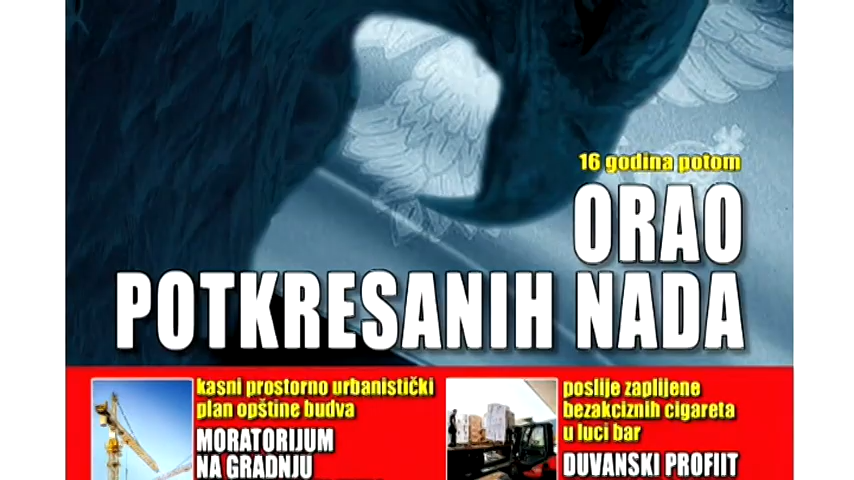 16 godina potom
ORAO
POTKRESANIH NADA
kasni prostorno urbanistički
plan opštine budva
MORATORIJUM
NA GRADNJU
poslije zaplijene
bezakciznih cigareta
u luci bar
DUVANSKI PROFIIT